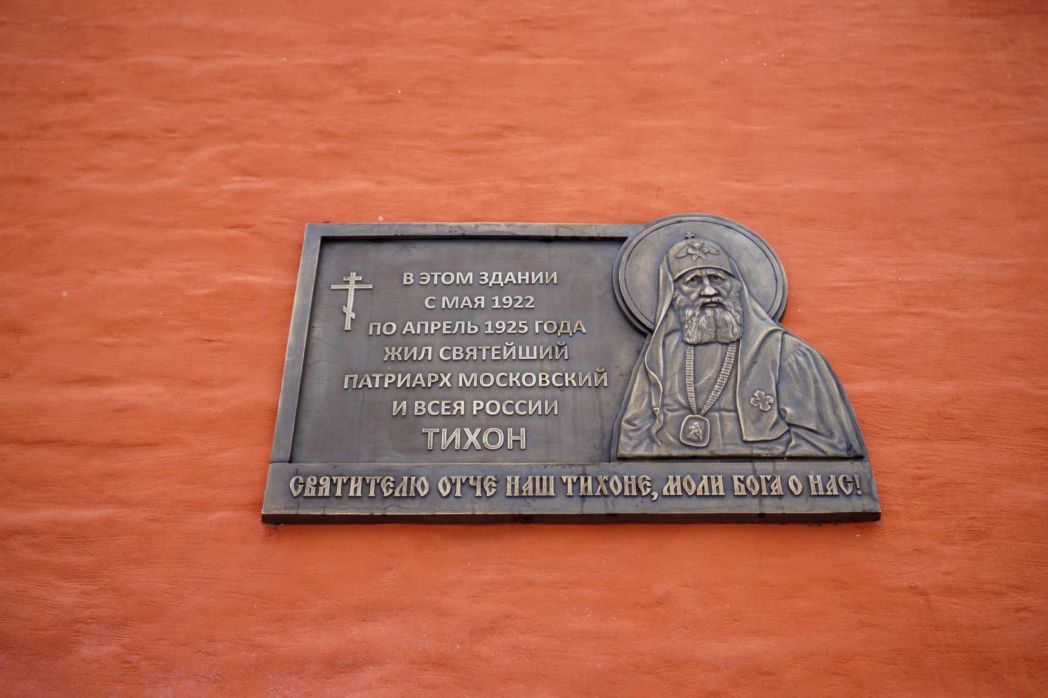 В ЭТОМ ЗДАНИИ
С МАЯ 1922
ПО АПРЕЛЬ 1925 ГОДА
ЖИЛ СВЯТЕЙШИЙ
ПАТРИАРХ МОСКОВСКИЙ
И ВСЕЯ РОССИИ
ТИХОН
СВЯТИТЕЛЮ ОТЧЕ НАШ ТИХОНЕ, МОЛИ БОГА О НАС!